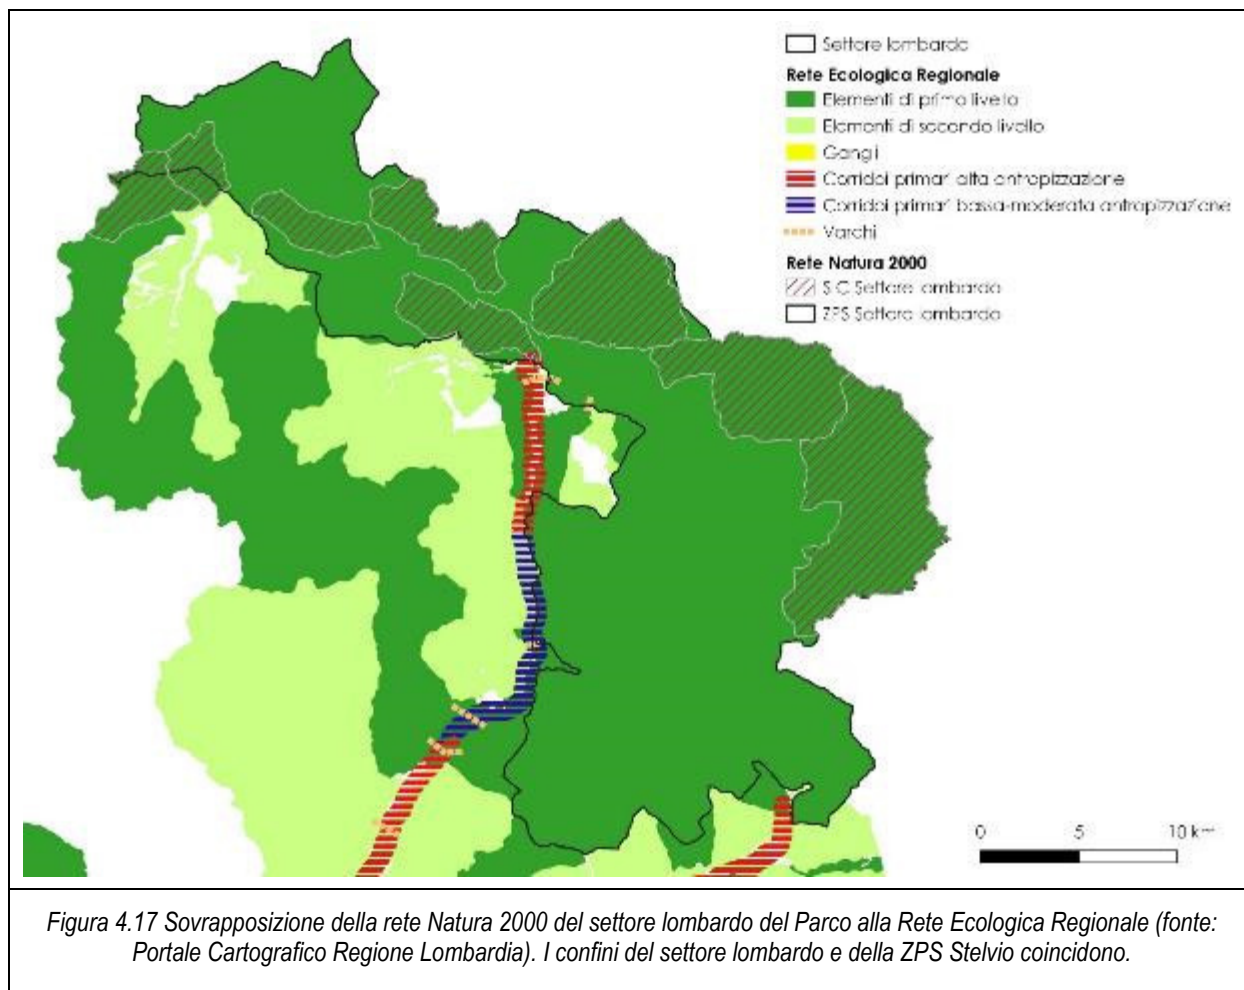 Settore lombardo
Rete Ecologica Regionale
Elementi di primo livello
Elementi di secondo livello
Gangli
Corridoi primari alta antropizzazione
Corridoi primari bassa-moderata antropizzazione
Varchi
Rete Natura 2000
SIC Settore lombardo
ZPS Settore lombardo
0 5 10 km
Figura 4.17 Sovrapposizione della rete Natura 2000 del settore lombardo del Parco alla Rete Ecologica Regionale (fonte:
Portale Cartografico Regione Lombardia). I confini del settore lombardo e della ZPS Stelvio coincidono.